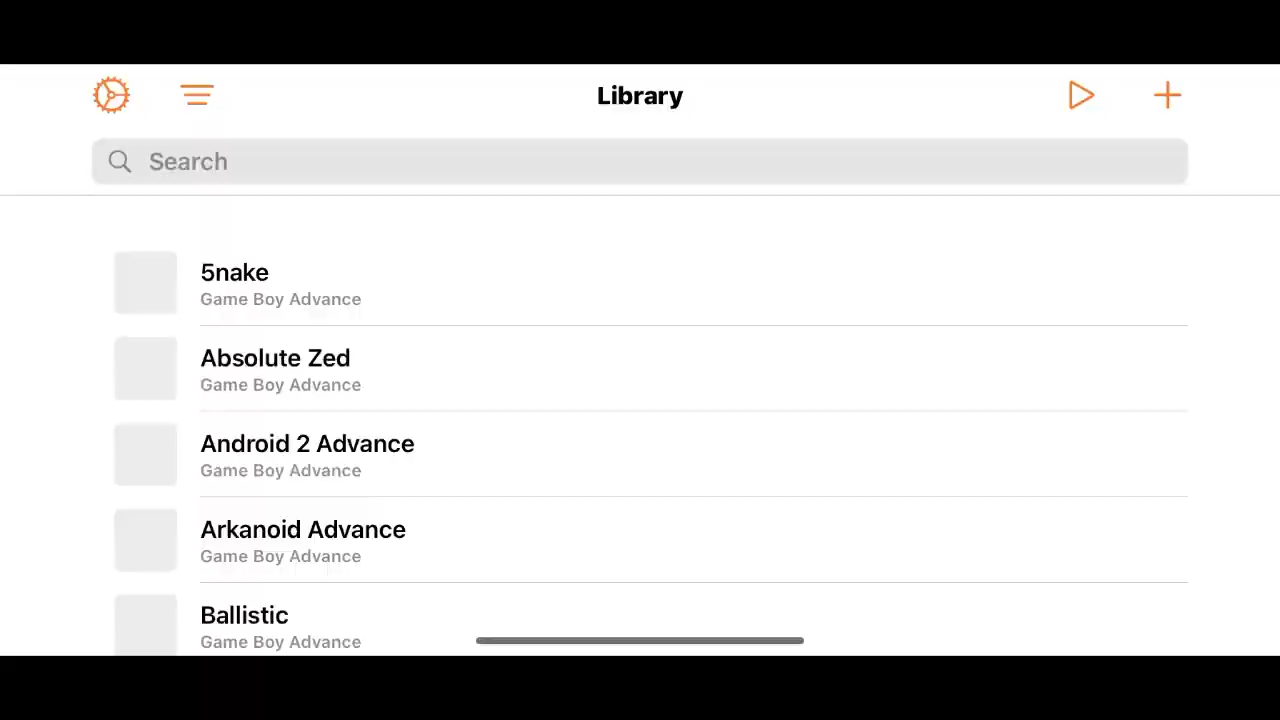 Library
Search
5nake
Game Boy Advance
Absolute Zed
Game Boy Advance
Android 2 Advance
Game Boy Advance
Arkanoid Advance
Game Boy Advance
Ballistic
Game Boy Advance